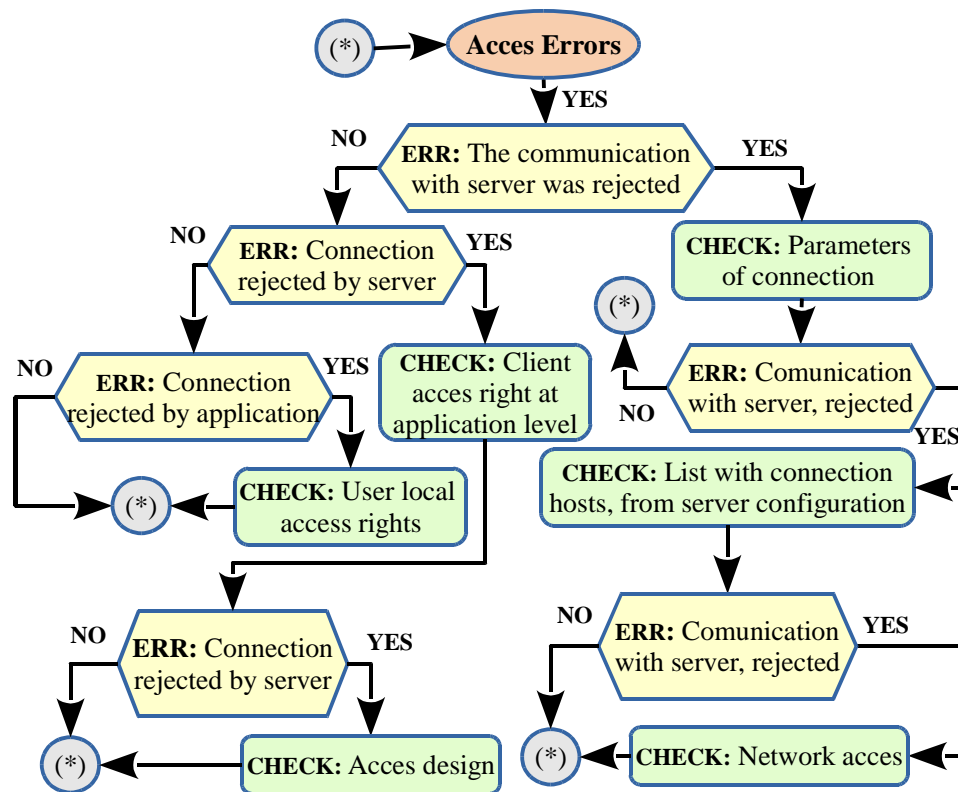 (*)
Acces Errors
YES
NO
ERR: The communication
with server was rejected
YES
NO
ERR: Connection
rejected by server
YES
CHECK: Parameters
of connection
(*)
NO
ERR: Connection
rejected by application
YES
CHECK: Client
acces right at
application level
ERR: Comunication
with server, rejected
NO
YES
(*)
CHECK: User local
access rights
CHECK: List with connection
hosts, from server configuration
NO
ERR: Connection
rejected by server
YES
NO
ERR: Comunication
with server, rejected
YES
(*)
CHECK: Acces design
(*)
CHECK: Network acces